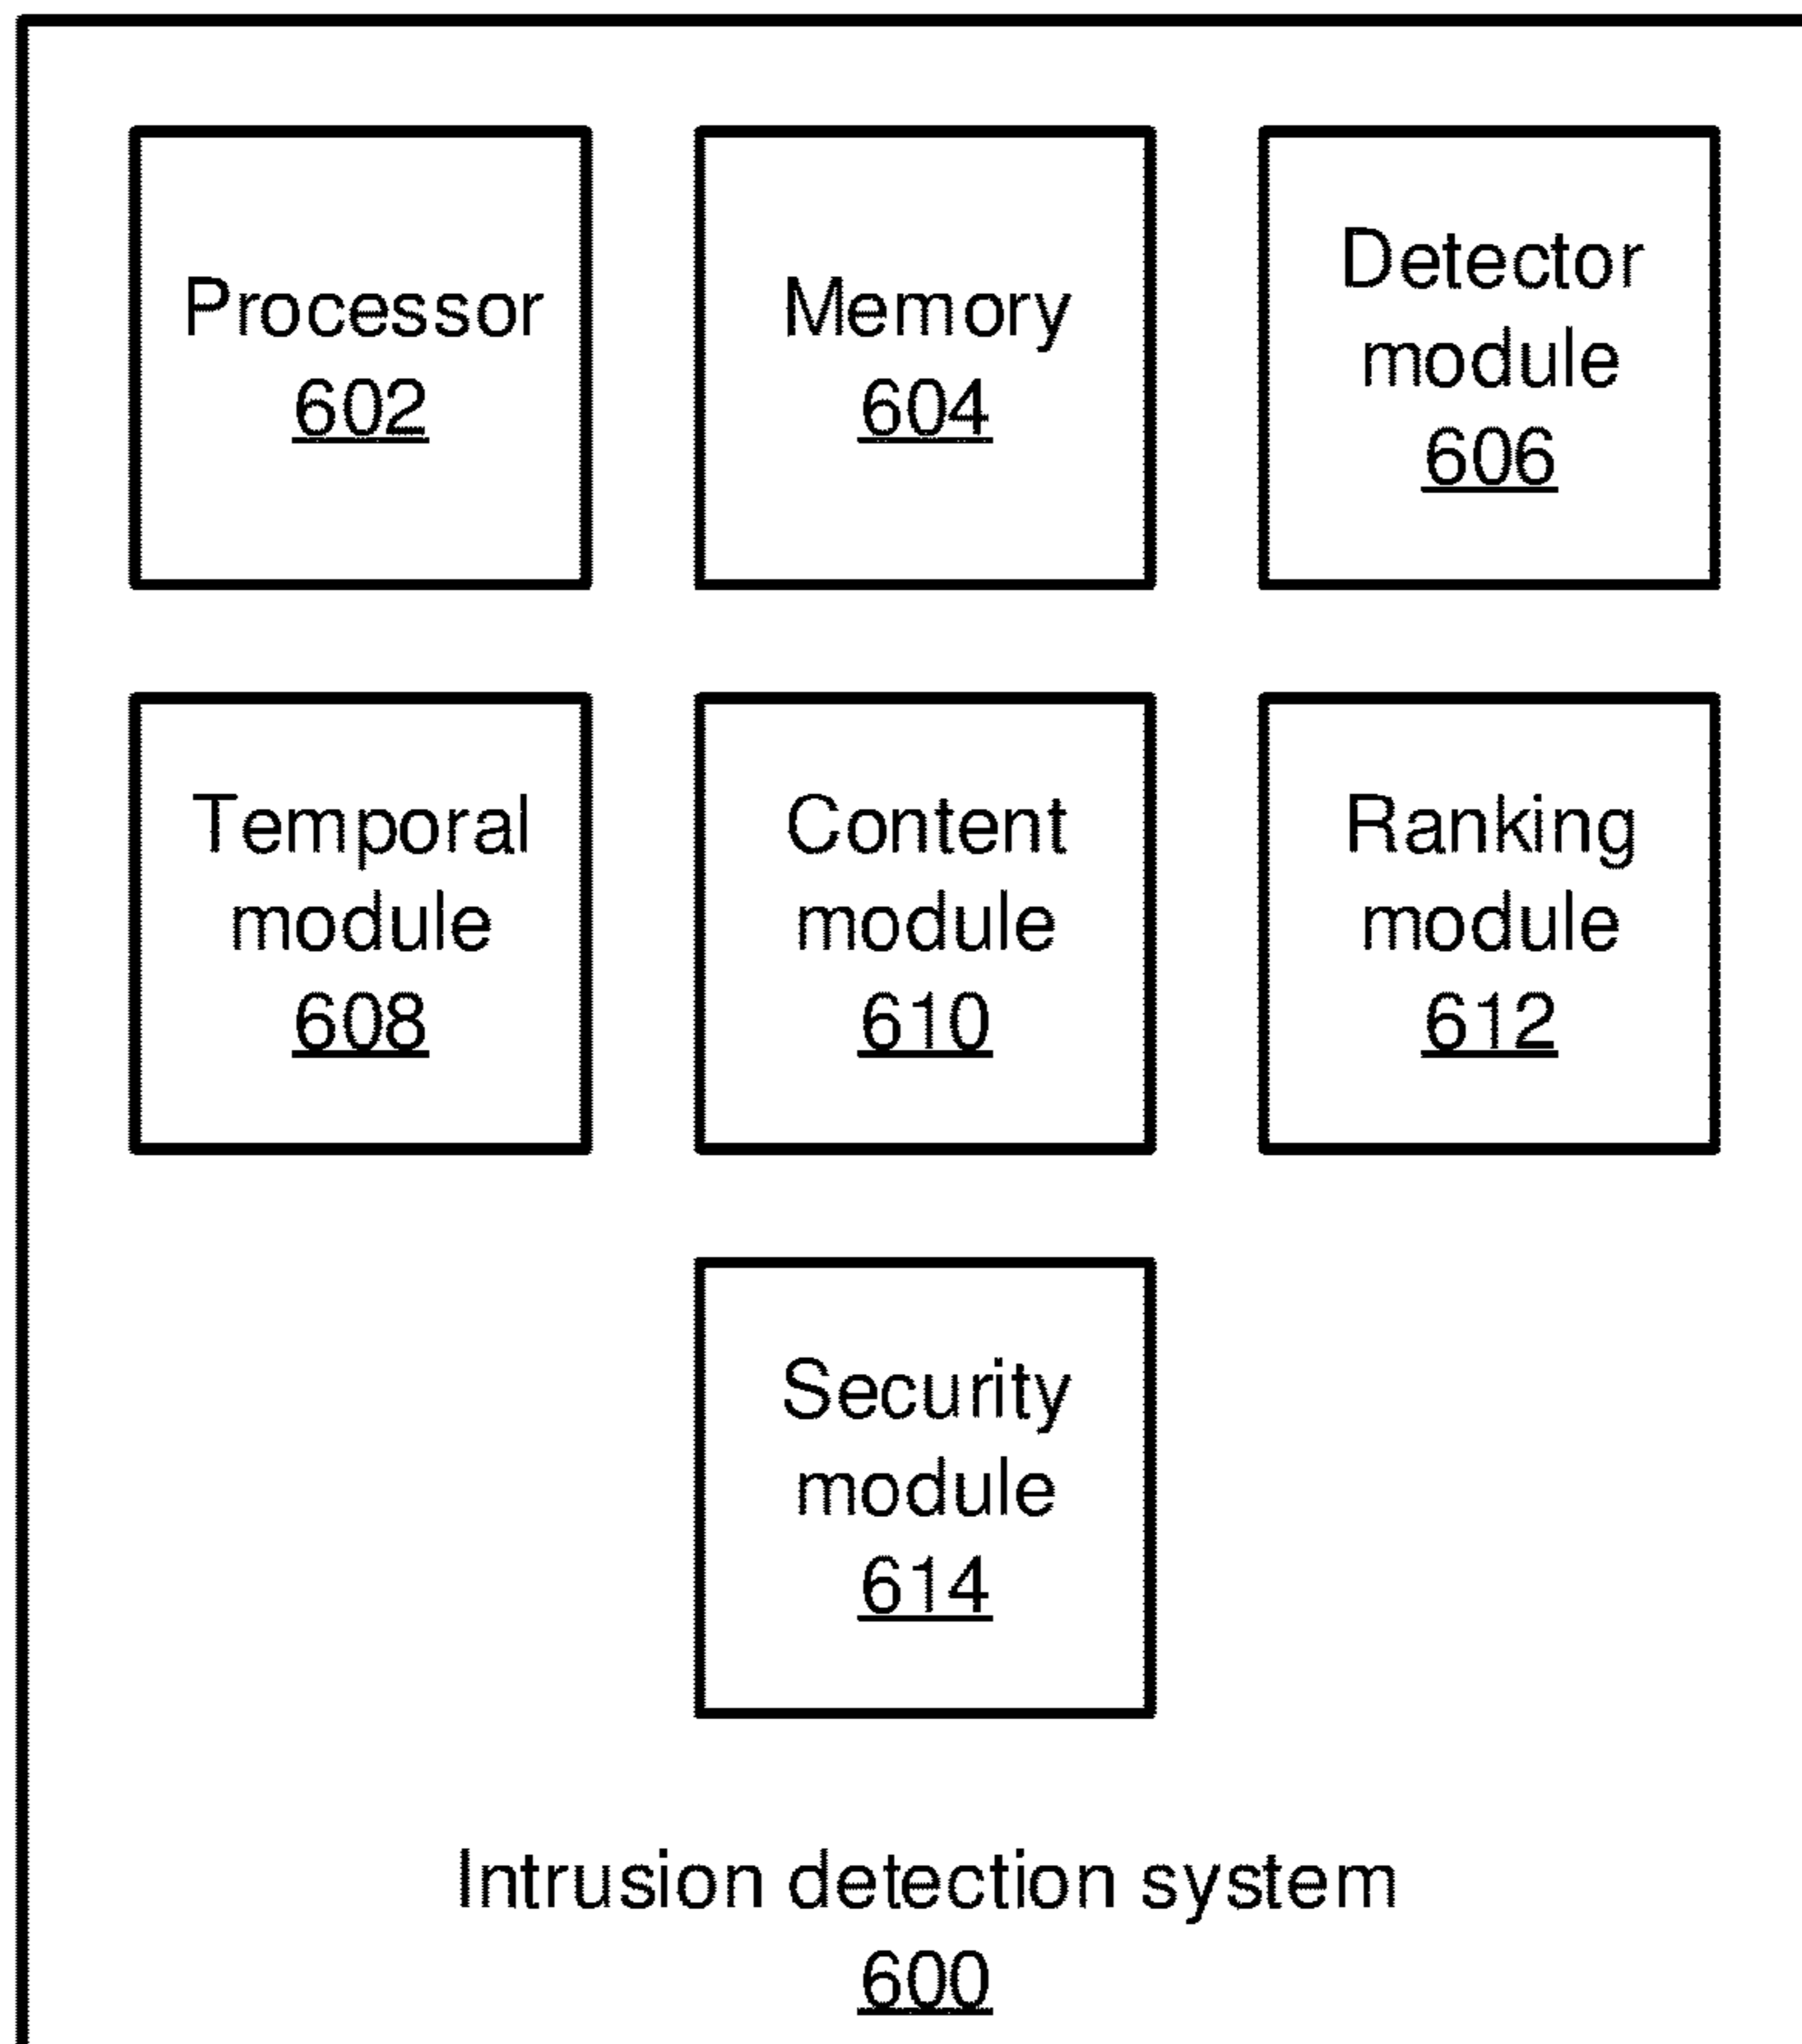 Processor
602
Memory
604
Detector
module
606
Temporal
module
608
Content
module
610
Ranking
module
612
Security
module
614
Intrusion detection system
600